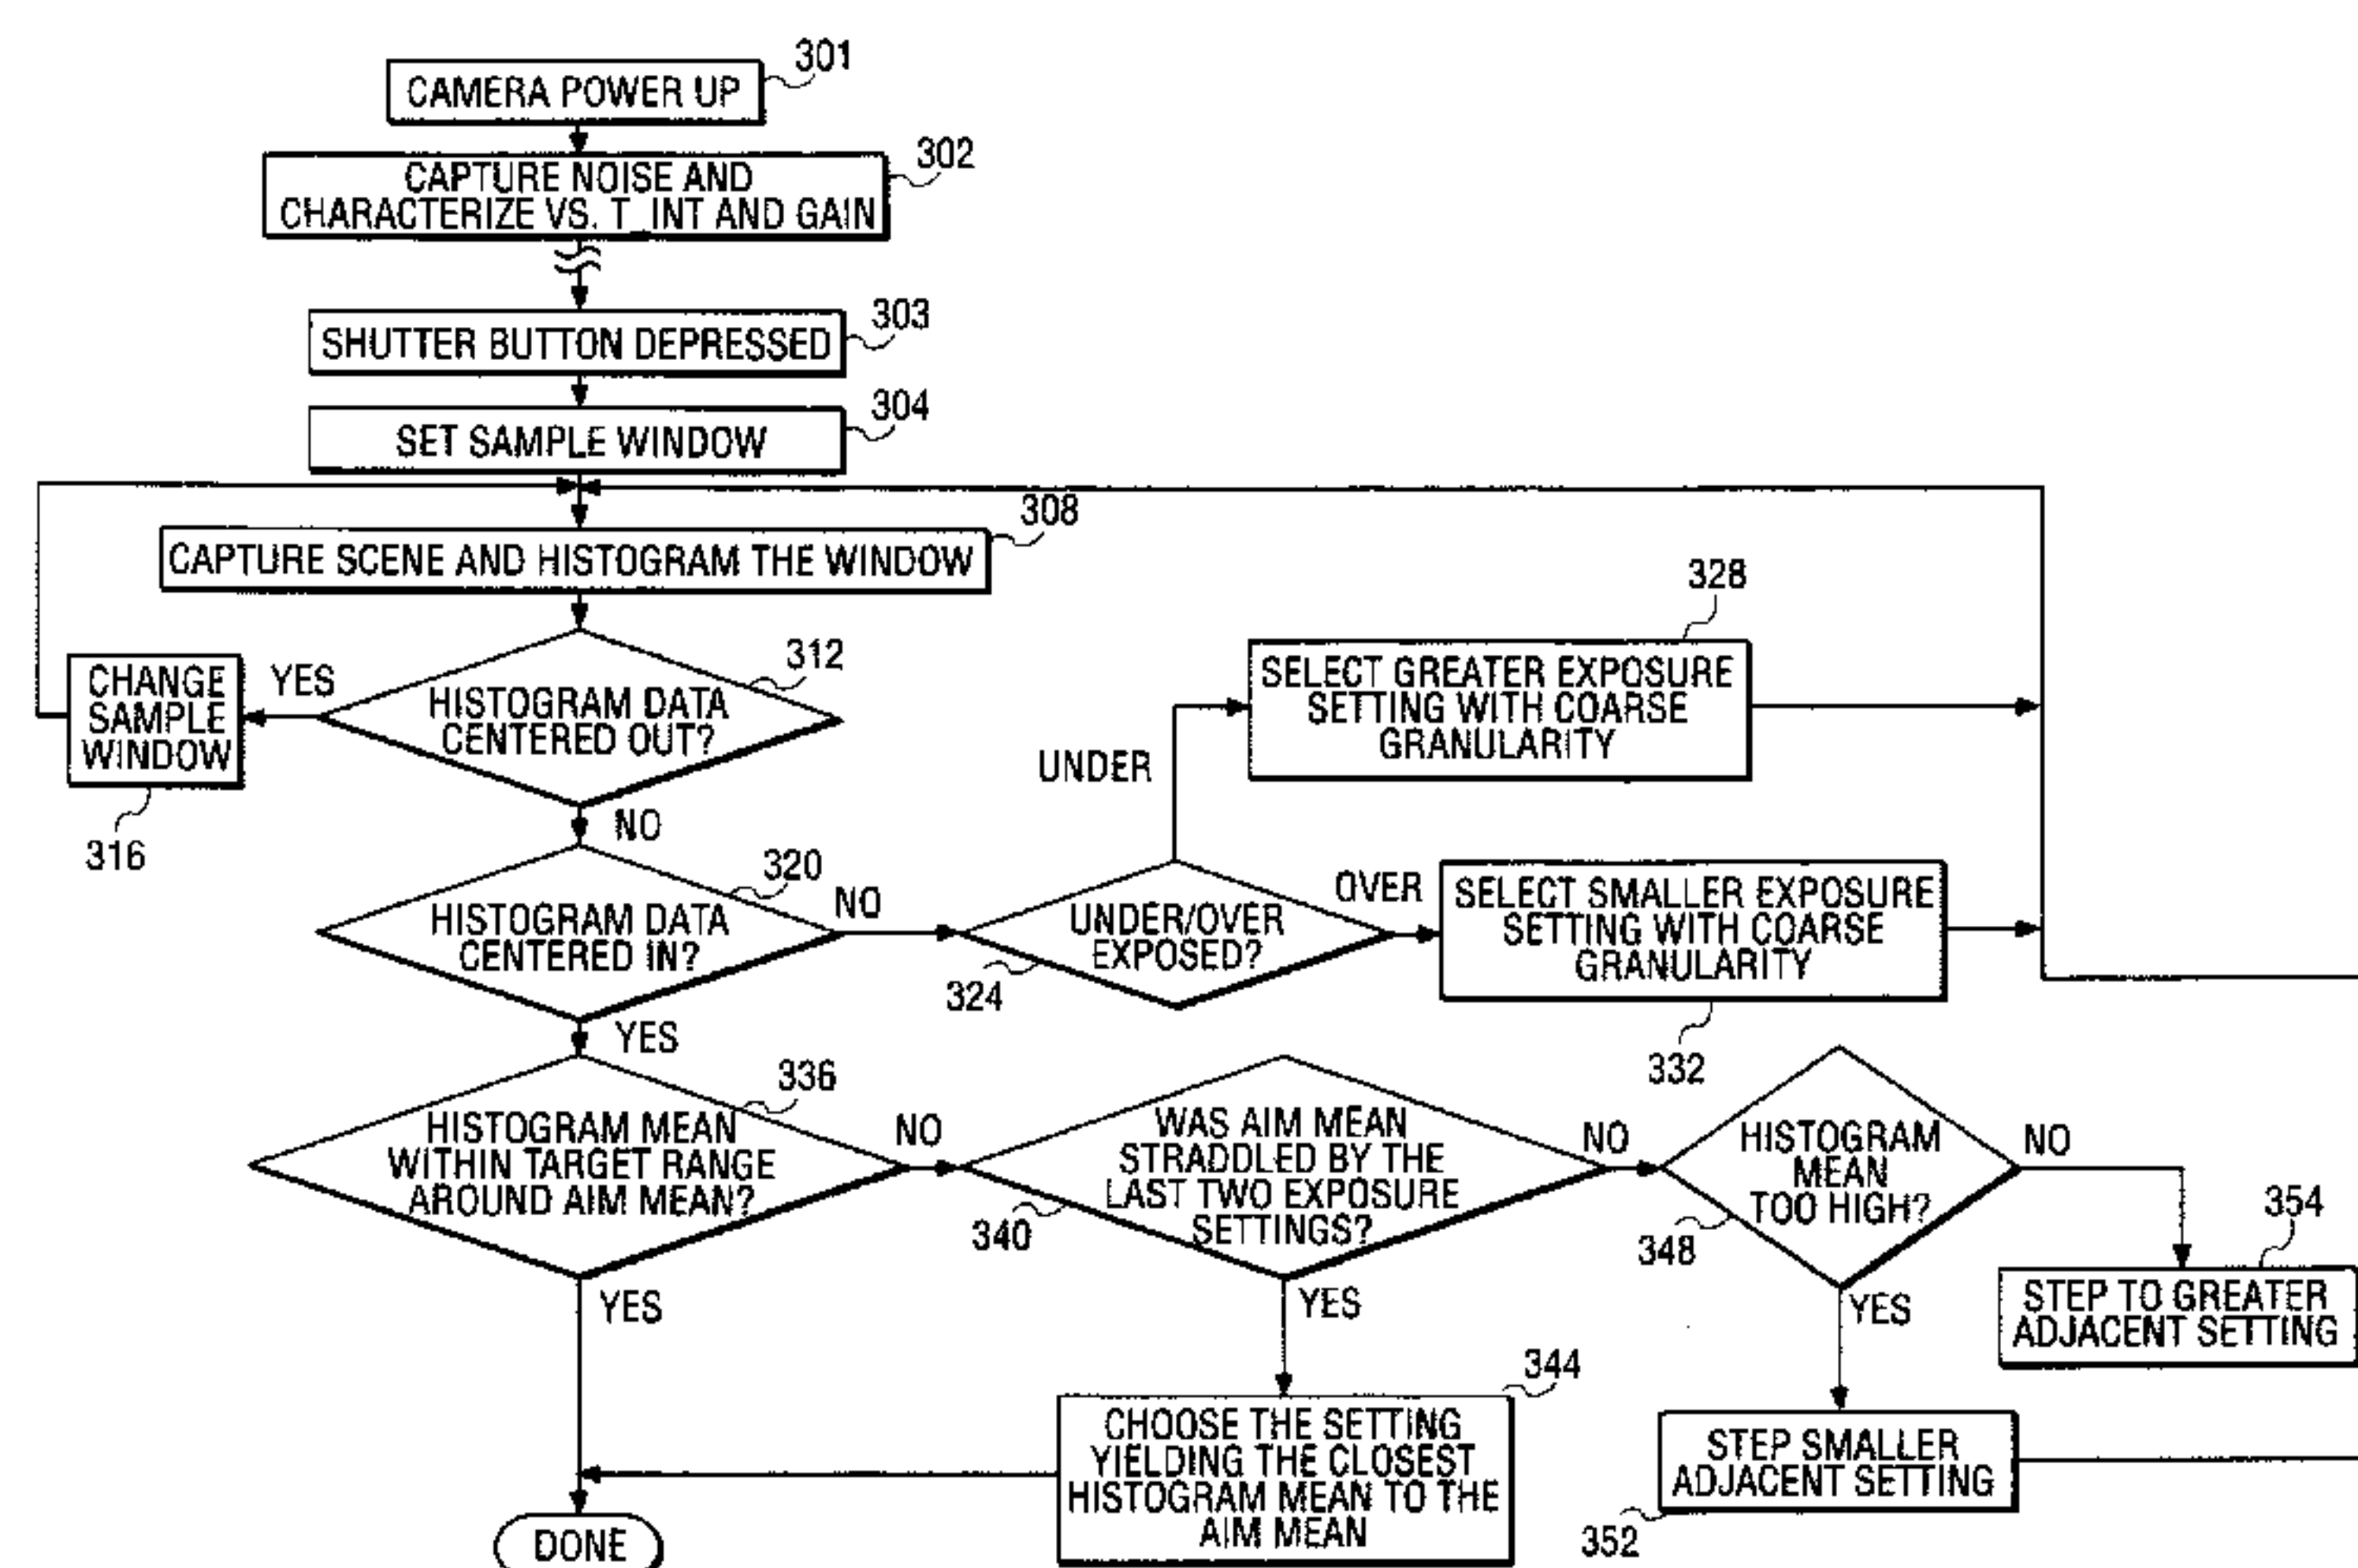 301
CAMERA POWER UP
302
CAPTURE NOISE AND
CHARACTERIZE VS. T_INT AND GAIN
303
SHUTTER BUTTON DEPRESSED
304
SET SAMPLE WINDOW
308
CAPTURE SCENE AND HISTOGRAM THE WINDOW
312
HISTOGRAM DATA
CENTERED OUT?
YES
CHANGE
SAMPLE
WINDOW
316
NO
320
HISTOGRAM DATA
CENTERED IN?
NO
UNDER/OVER
EXPOSED?
324
UNDER
328
SELECT GREATER EXPOSURE
SETTING WITH COARSE
GRANULARITY
OVER
SELECT SMALLER EXPOSURE
SETTING WITH COARSE
GRANULARITY
332
YES
336
HISTOGRAM MEAN
WITHIN TARGET RANGE
AROUND AIM MEAN?
NO
WAS AIM MEAN
STRADDLED BY THE
LAST TWO EXPOSURE
SETTINGS?
340
NO
HISTOGRAM
MEAN
TOO HIGH?
348
NO
354
STEP TO GREATER
ADJACENT SETTING
YES
YES
YES
344
CHOOSE THE SETTING
YIELDING THE CLOSEST
HISTOGRAM MEAN TO THE
AIM MEAN
STEP SMALLER
ADJACENT SETTING
352
DONE